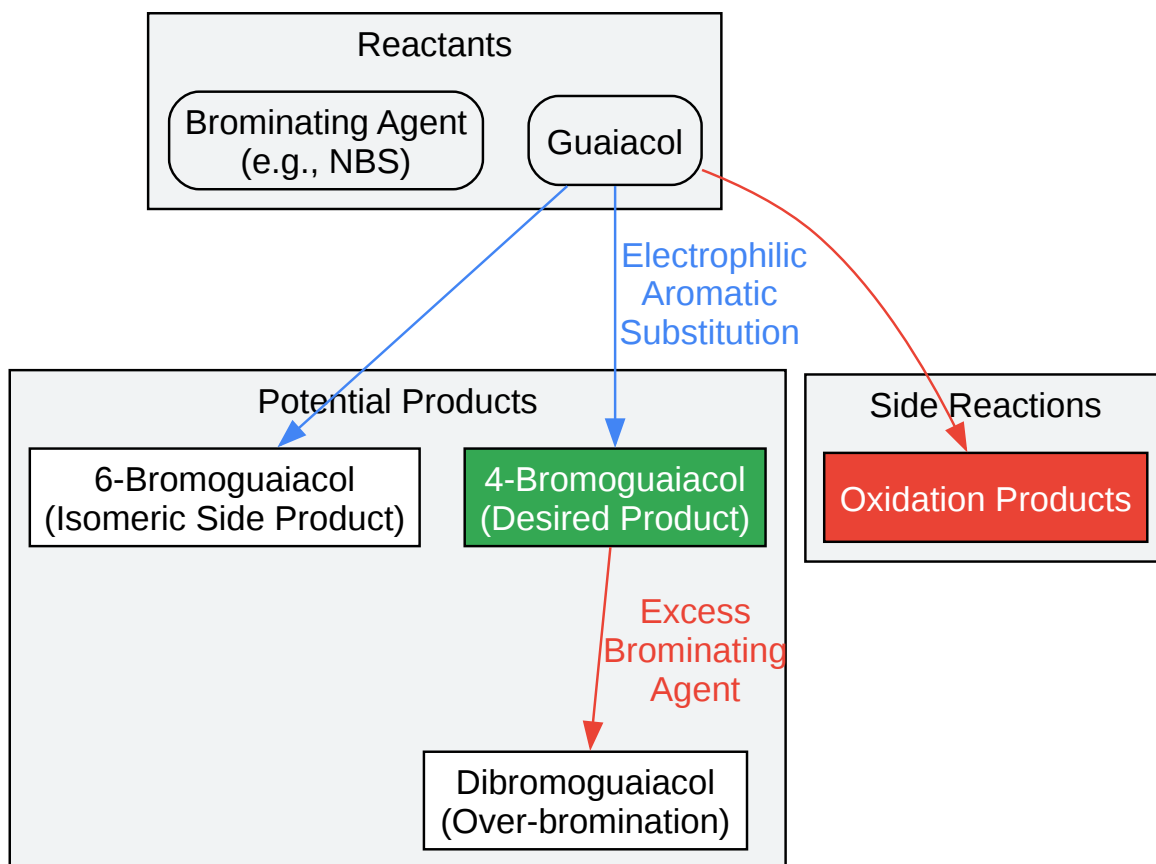 Reactants
Brominating Agent
(e.g., NBS)
Guaiacol
Electrophilic
Aromatic
Substitution
Potential Products
Side Reactions
6-Bromoguaiacol
(Isomeric Side Product)
4-Bromoguaiacol
(Desired Product)
Oxidation Products
Excess
Brominating
Agent
Dibromoguaiacol
(Over-bromination)